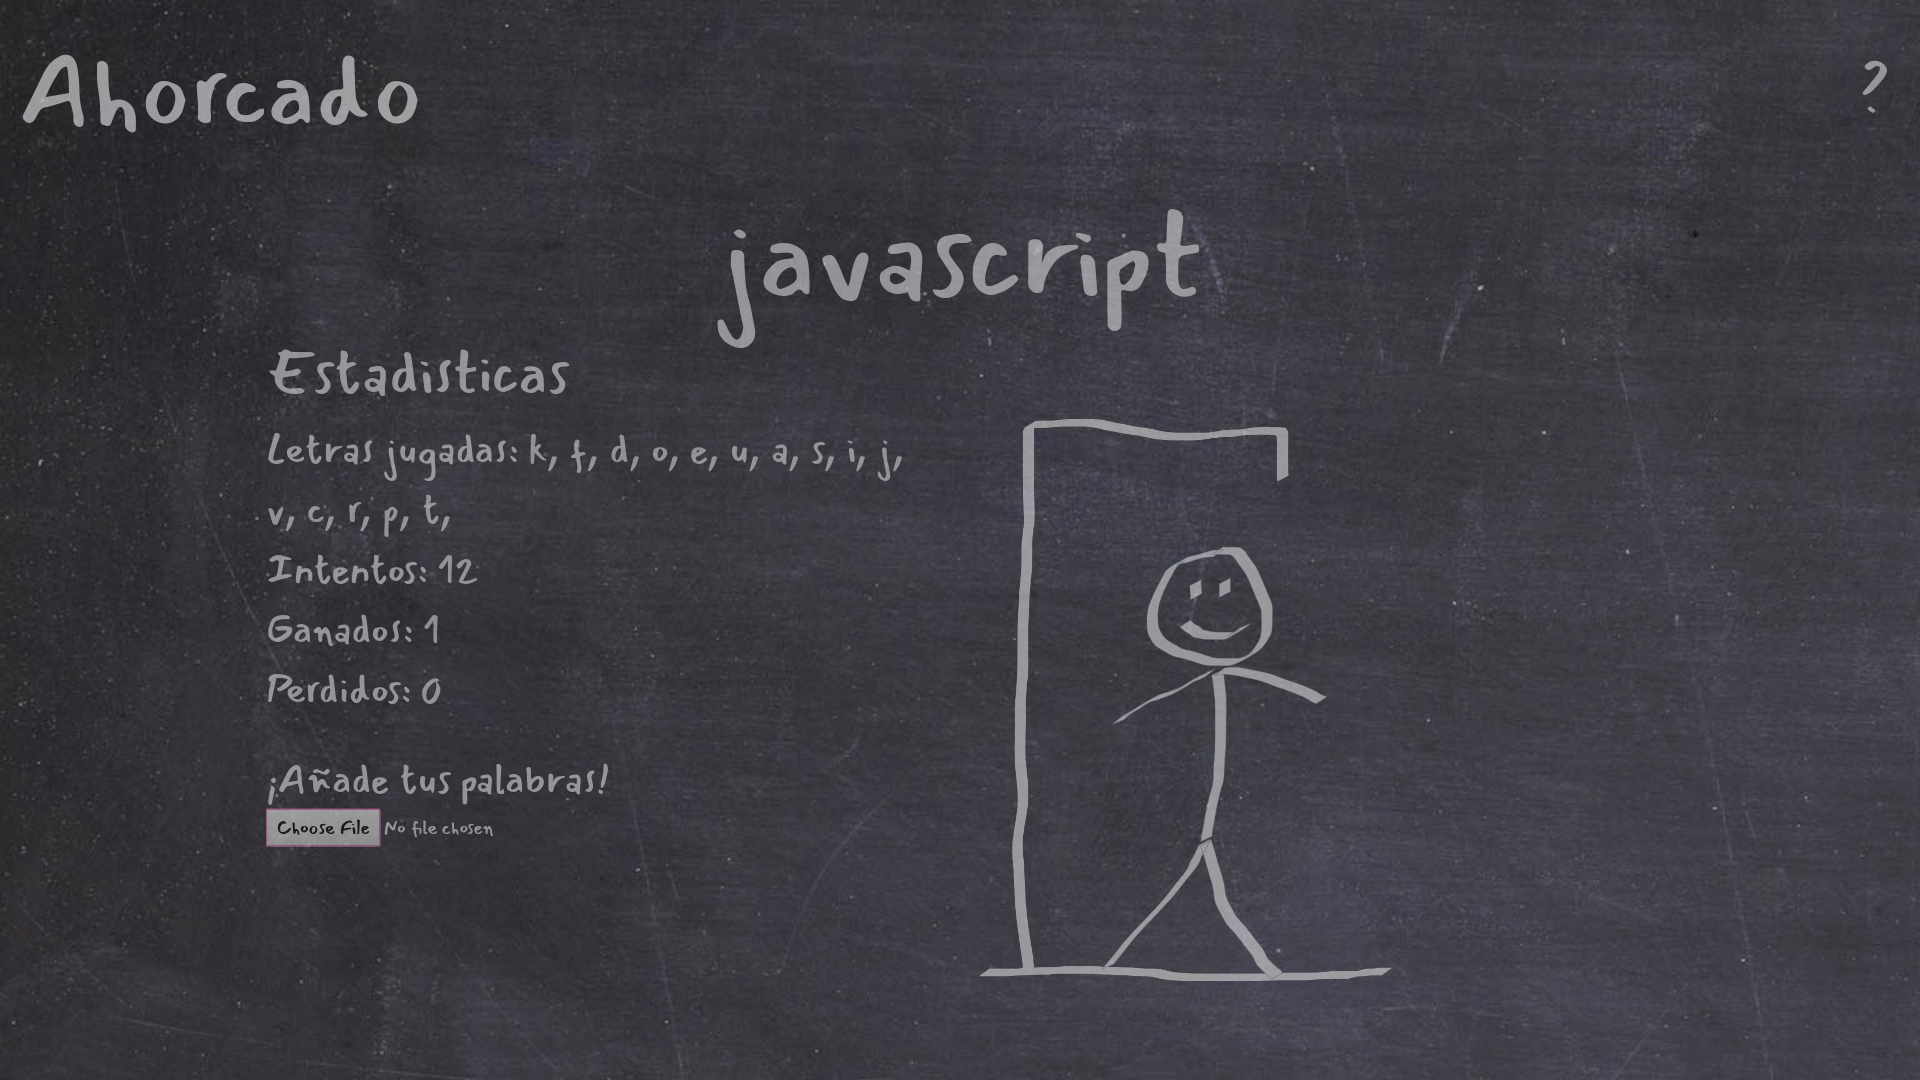 Ahorcado
?
javascript
Estadisticas
Letras jugadas: k, f, d, o, e, u, a, s, i, j,
v, c, r, p, t,
Intentos: 12
Ganados: 1
Perdidos: 0
¡Añade tus palabras!
Choose File No file chosen